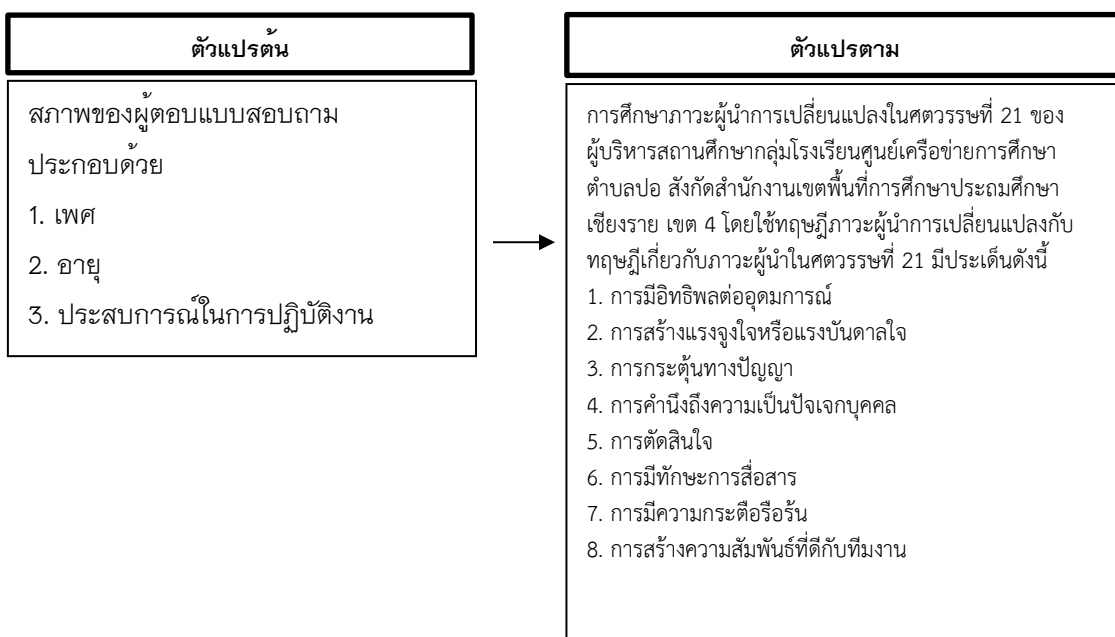 ตัวแปรต้น
สภาพของผู้ตอบแบบสอบถาม
ประกอบด้วย
1. เพศ
2. อายุ
3. ประสบการณ์ในการปฏิบัติงาน
ตัวแปรตาม
การศึกษาภาวะผู้นำการเปลี่ยนแปลงในศตวรรษที่ 21 ของ
ผู้บริหารสถานศึกษากลุ่มโรงเรียนศูนย์เครือข่ายการศึกษา
ตำบลปอ สังกัดสำนักงานเขตพื้นที่การศึกษาประถมศึกษา
เชียงราย เขต 4 โดยใช้ทฤษฎีภาวะผู้นำการเปลี่ยนแปลงกับ
ทฤษฎีเกี่ยวกับภาวะผู้นำในศตวรรษที่ 21 มีประเด็นดังนี้
1. การมีอิทธิพลต่ออุดมการณ์
2. การสร้างแรงจูงใจหรือแรงบันดาลใจ
3. การกระตุ้นทางปัญญา
4. การคำนึงถึงความเป็นปัจเจกบุคคล
5. การตัดสินใจ
6. การมีทักษะการสื่อสาร
7. การมีความกระตือรือร้น
8. การสร้างความสัมพันธ์ที่ดีกับทีมงาน